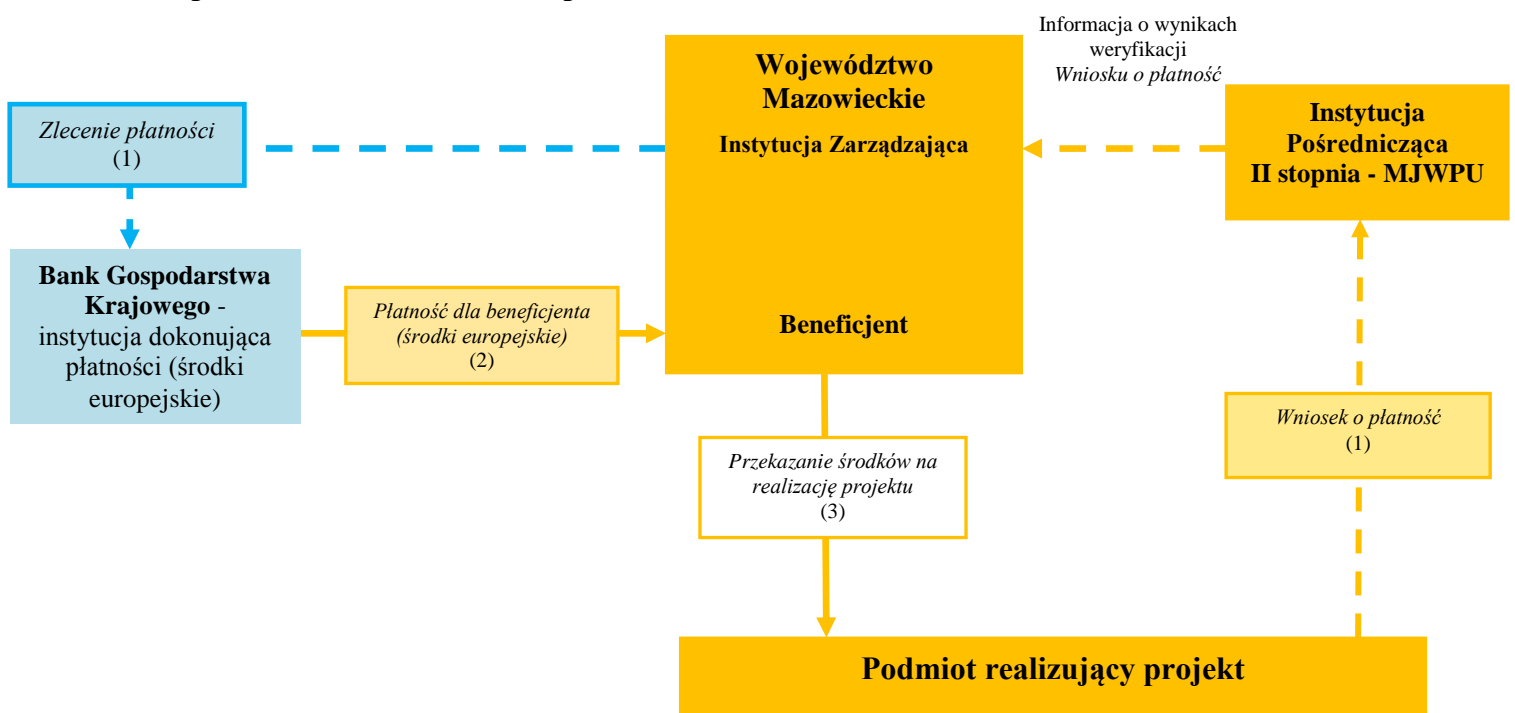 Informacja o wynikach
weryfikacji
Wniosku o płatność
Województwo
Mazowieckie
Instytucja Zarządzająca
Beneficjent
Instytucja
Pośrednicząca
II stopnia - MJWPU
Zlecenie płatności
(1)
Bank Gospodarstwa
Krajowego -
instytucja dokonująca
płatności (środki
europejskie)
Płatność dla beneficjenta
(środki europejskie)
(2)
Przekazanie środków na
realizację projektu
(3)
Wniosek o płatność
(1)
Podmiot realizujący projekt